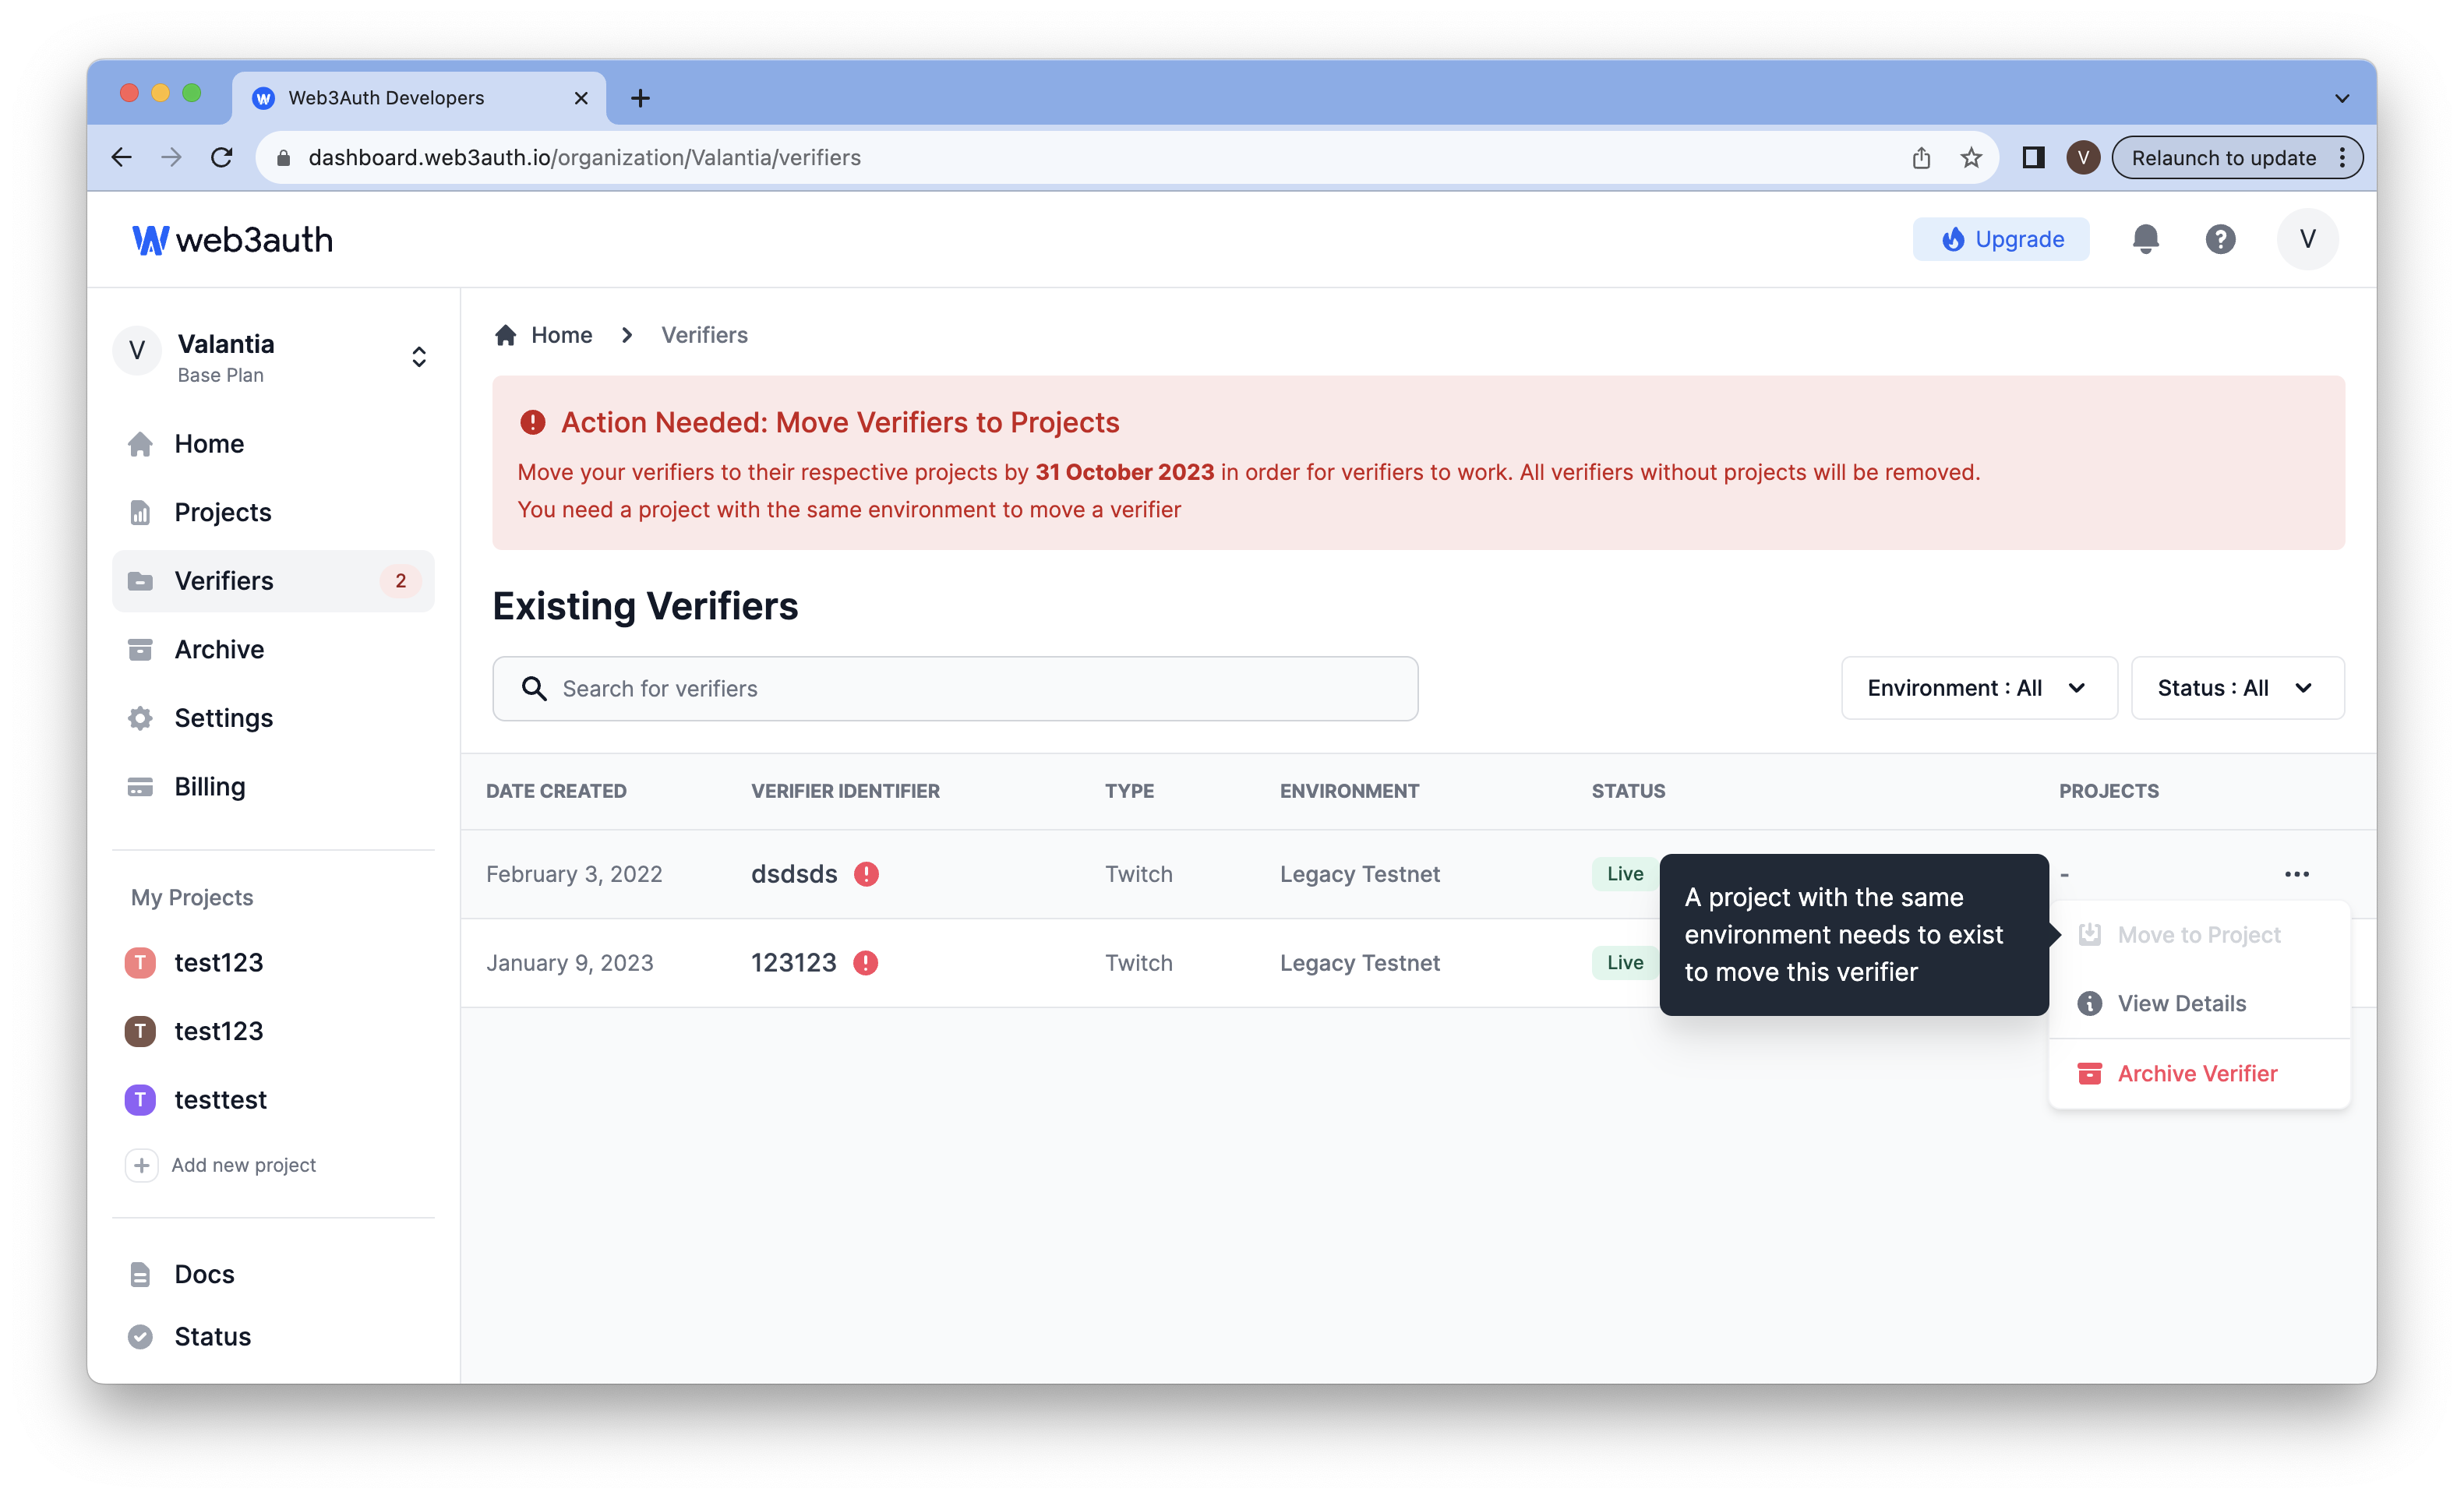 Web3Auth Developers
dashboard.web3auth.io/organization/Valantia/verifiers
V
Relaunch to update
web3auth
Upgrade
V
V
Valantia
Base Plan
Home
Projects
Verifiers
2
Archive
Settings
Billing
My Projects
T
test123
T
test123
T
testtest
Add new project
Docs
Status
Home
Verifiers
Action Needed: Move Verifiers to Projects
Move your verifiers to their respective projects by 31 October 2023 in order for verifiers to work. All verifiers without projects will be removed.
You need a project with the same environment to move a verifier
Existing Verifiers
Search for verifiers
Environment : All
Status : All
DATE CREATED VERIFIER IDENTIFIER TYPE ENVIRONMENT STATUS PROJECTS
February 3, 2022 dsdsds Twitch Legacy Testnet Live -
January 9, 2023 123123 Twitch Legacy Testnet Live
A project with the same
environment needs to exist
to move this verifier
Move to Project
View Details
Archive Verifier